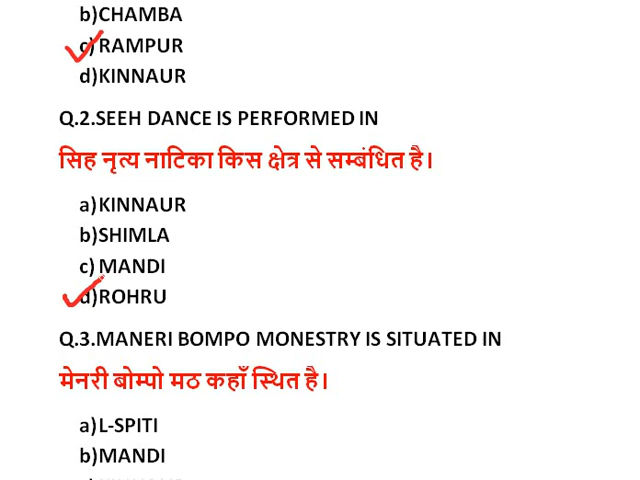 b)CHAMBA
c)RAMPUR
d)KINNAUR
Q.2.SEEH DANCE IS PERFORMED IN
सिह नृत्य नाटिका किस क्षेत्र से सम्बंधित है।
a)KINNAUR
b)SHIMLA
c)MANDI
d)ROHRU
Q.3.MANERI BOMPO MONESTRY IS SITUATED IN
मेनरी बोम्पो मठ कहाँ स्थित है।
a)L-SPITI
b)MANDI